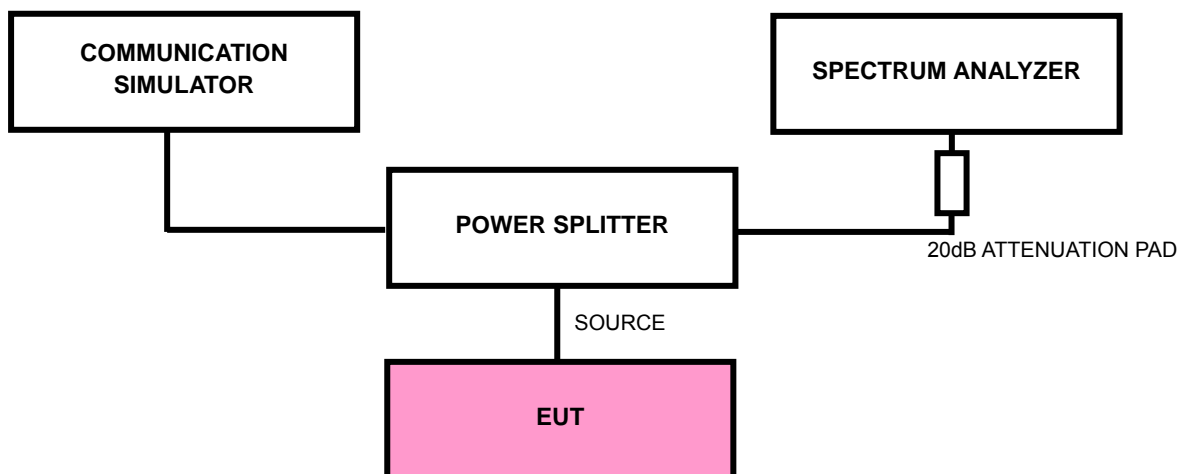 COMMUNICATION
SIMULATOR
SPECTRUM ANALYZER
POWER SPLITTER
20dB ATTENUATION PAD
SOURCE
EUT